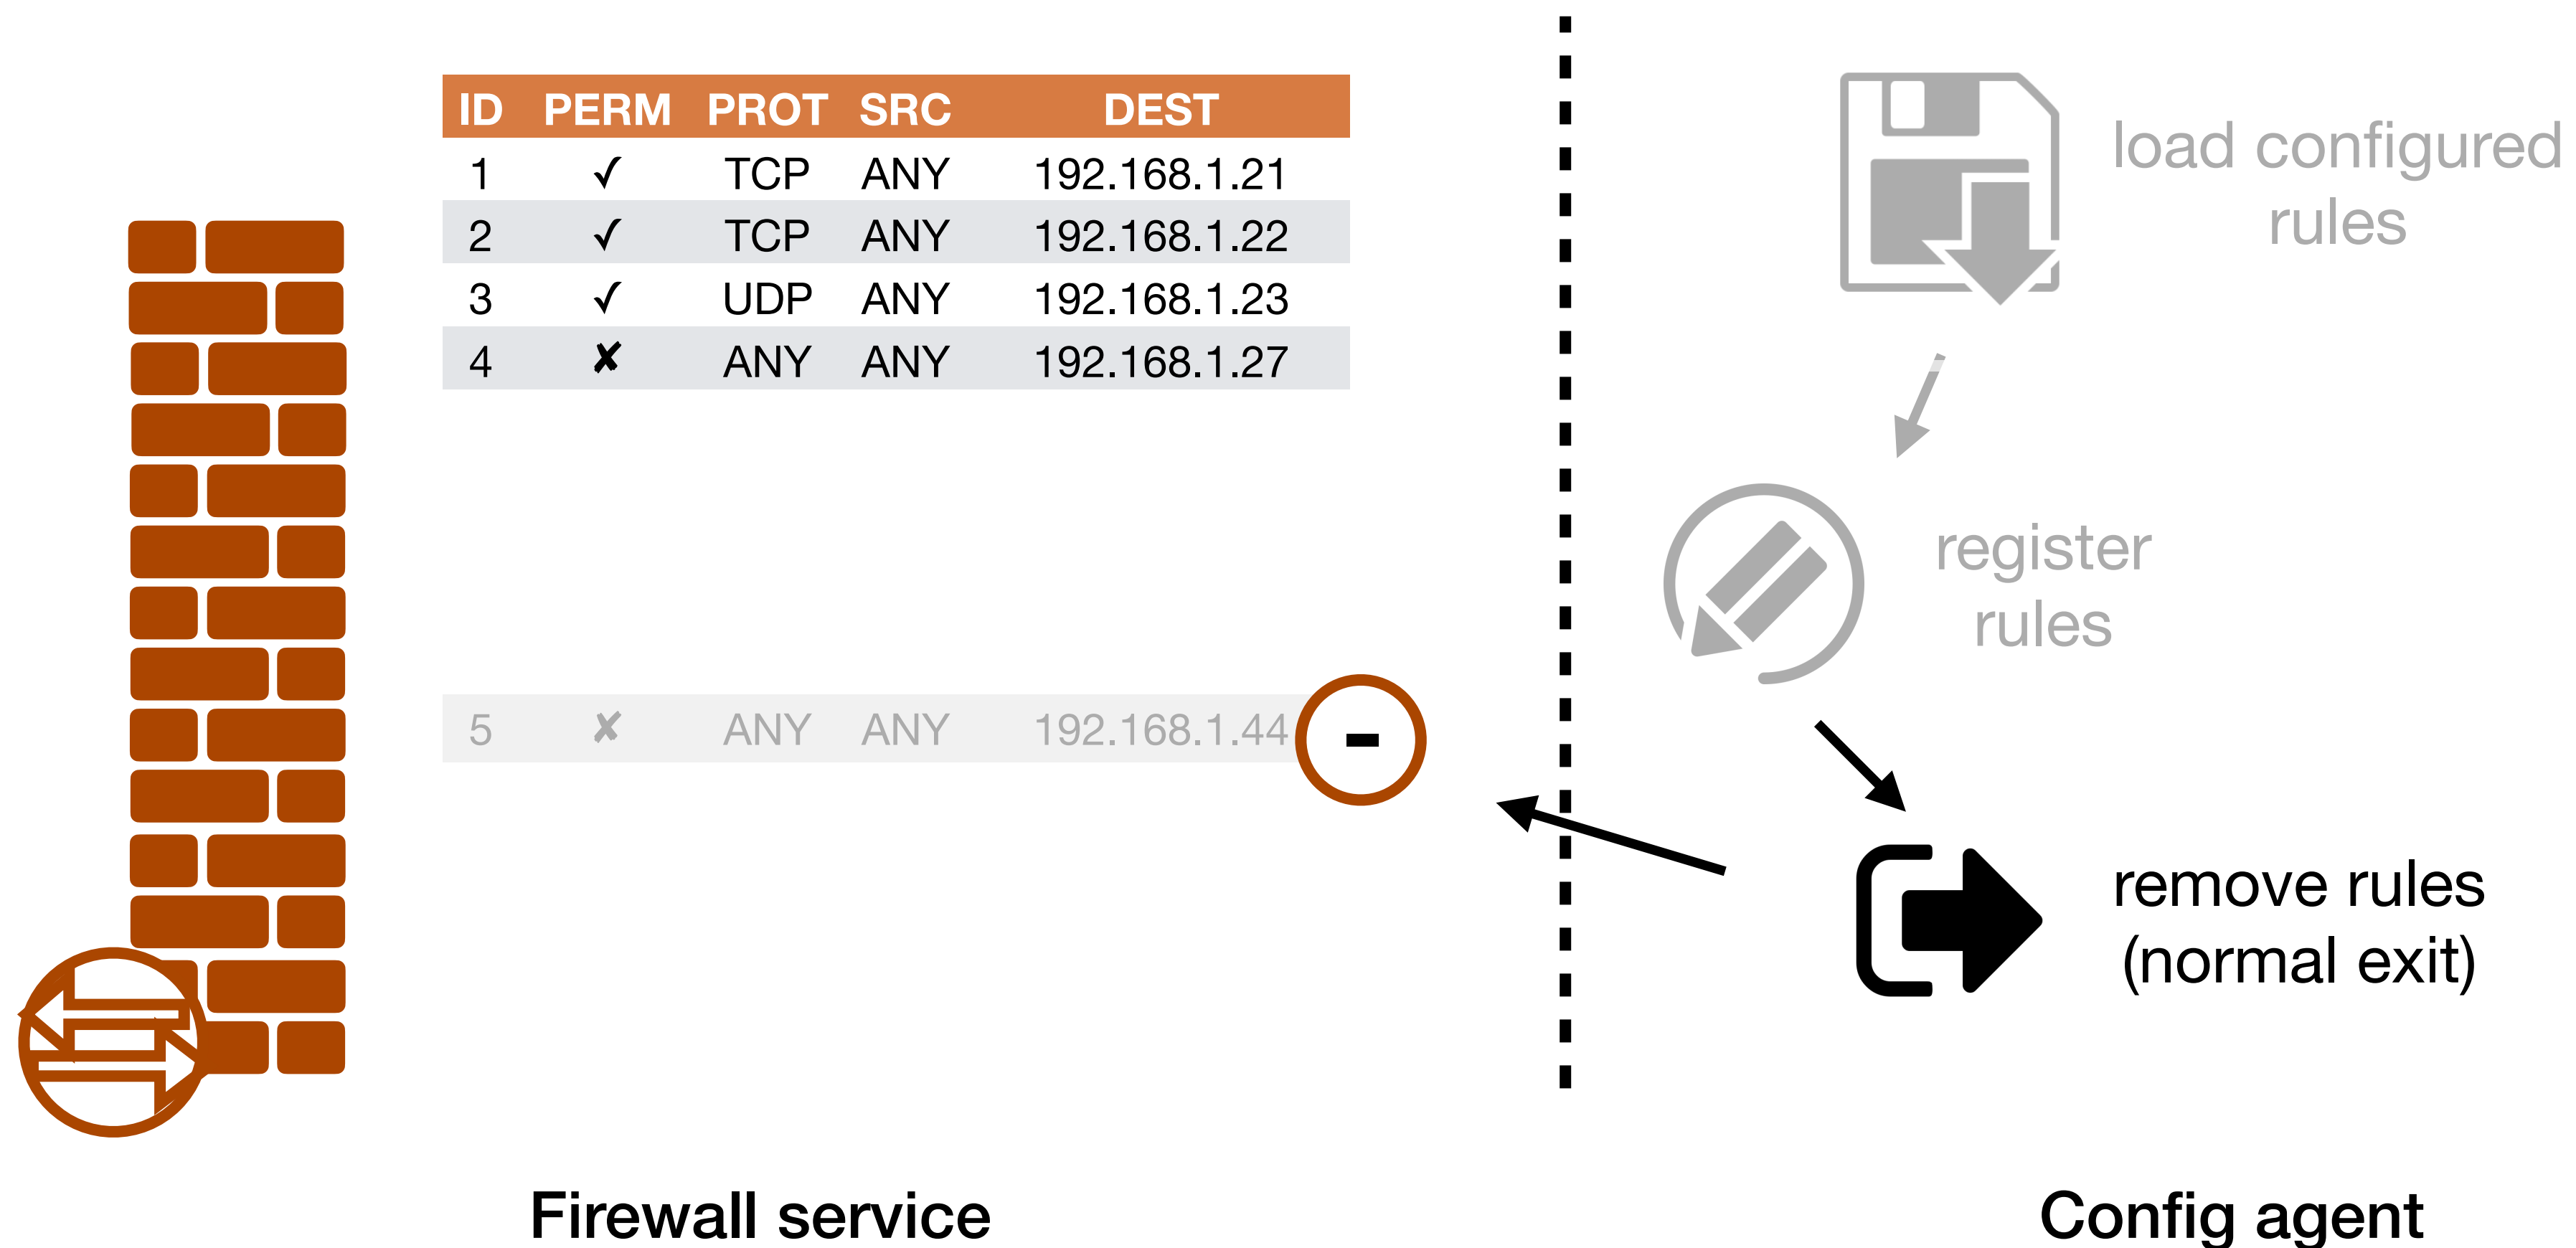 ID PERM PROT SRC DEST
1 ✓ TCP ANY 192.168.1.21
2 ✓ TCP ANY 192.168.1.22
3 ✓ UDP ANY 192.168.1.23
4 ✘ ANY ANY 192.168.1.27
5 ✘ ANY ANY 192.168.1.44 -
Firewall service
load configured
rules
register
rules
remove rules
(normal exit)
Config agent